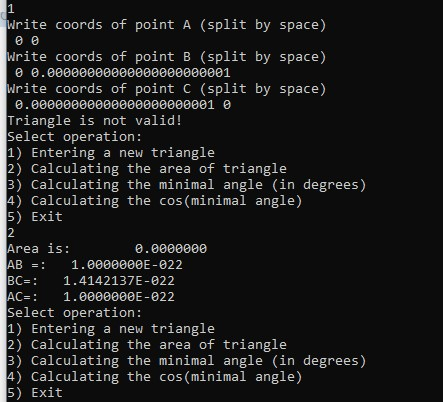 1
Write coords of point A (split by space)
0 0
Write coords of point B (split by space)
0 0.0000000000000000000001
Write coords of point C (split by space)
0.0000000000000000000001 0
Triangle is not valid!
Select operation:
1) Entering a new triangle
2) Calculating the area of triangle
3) Calculating the minimal angle (in degrees)
4) Calculating the cos(minimal angle)
5) Exit
2
Area is: 0.0000000
AB =: 1.0000000E-022
BC=: 1.4142137E-022
AC=: 1.0000000E-022
Select operation:
1) Entering a new triangle
2) Calculating the area of triangle
3) Calculating the minimal angle (in degrees)
4) Calculating the cos(minimal angle)
5) Exit